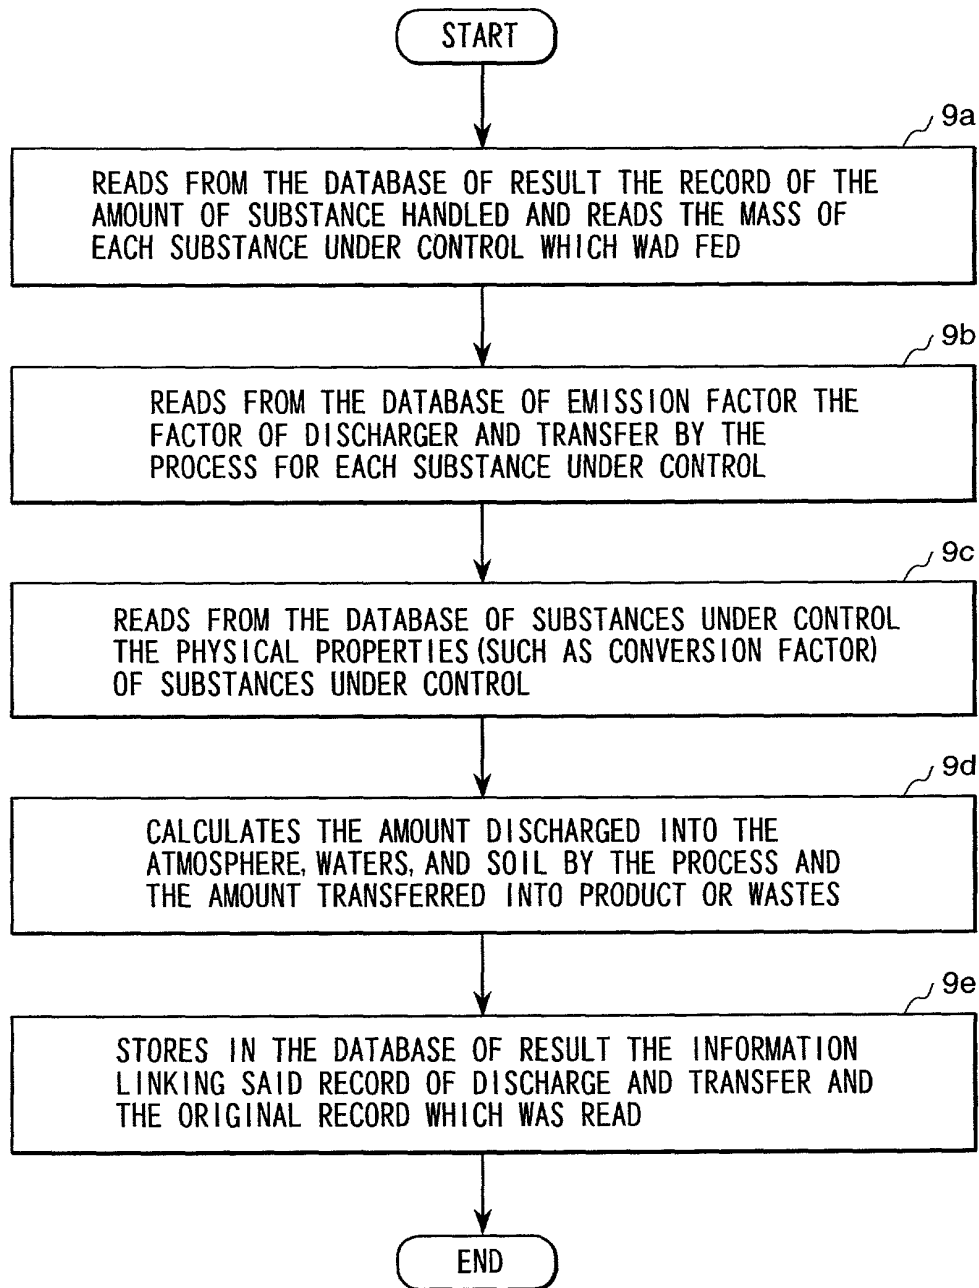 START
9a
READS FROM THE DATABASE OF RESULT THE RECORD OF THE
AMOUNT OF SUBSTANCE HANDLED AND READS THE MASS OF
EACH SUBSTANCE UNDER CONTROL WHICH WAD FED
9b
READS FROM THE DATABASE OF EMISSION FACTOR THE
FACTOR OF DISCHARGER AND TRANSFER BY THE
PROCESS FOR EACH SUBSTANCE UNDER CONTROL
9c
READS FROM THE DATABASE OF SUBSTANCES UNDER CONTROL
THE PHYSICAL PROPERTIES (SUCH AS CONVERSION FACTOR)
OF SUBSTANCES UNDER CONTROL
9d
CALCULATES THE AMOUNT DISCHARGED INTO THE
ATMOSPHERE, WATERS, AND SOIL BY THE PROCESS AND
THE AMOUNT TRANSFERRED INTO PRODUCT OR WASTES
9e
STORES IN THE DATABASE OF RESULT THE INFORMATION
LINKING SAID RECORD OF DISCHARGE AND TRANSFER AND
THE ORIGINAL RECORD WHICH WAS READ
END